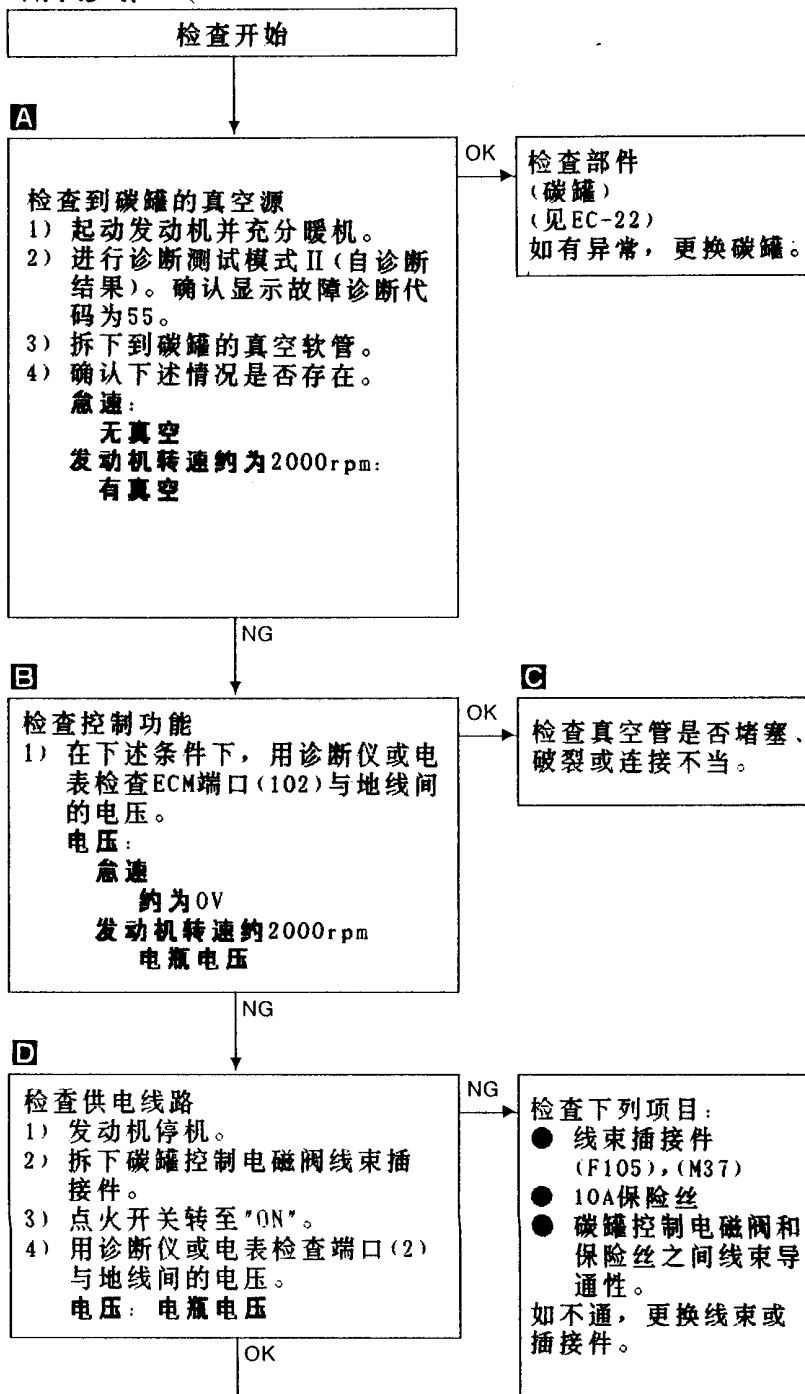 检查开始
A
检查到碳罐的真空源
1) 起动发动机并充分暖机。
2) 进行诊断测试模式II(自诊断
结果)。确认显示故障诊断代
码为55。
3) 拆下到碳罐的真空软管。
4) 确认下述情况是否存在。
怠速:
无真空
发动机转速约为2000rpm:
有真空
OK
检查部件
(碳罐)
(见EC-22)
如有异常，更换碳罐。
NG
B
检查控制功能
1) 在下述条件下，用诊断仪或电
表检查ECM端口(102)与地线间
的电压。
电压:
怠速
约为0V
发动机转速约2000rpm
电瓶电压
OK
C
检查真空管是否堵塞、
破裂或连接不当。
NG
D
检查供电线路
1) 发动机停机。
2) 拆下碳罐控制电磁阀线束插
接件。
3) 点火开关转至"ON"。
4) 用诊断仪或电表检查端口(2)
与地线间的电压。
电压: 电瓶电压
NG
检查下列项目:
● 线束插接件
(F105),(M37)
● 10A保险丝
● 碳罐控制电磁阀和
保险丝之间线束导
通性。
如不通，更换线束或
插接件。
OK